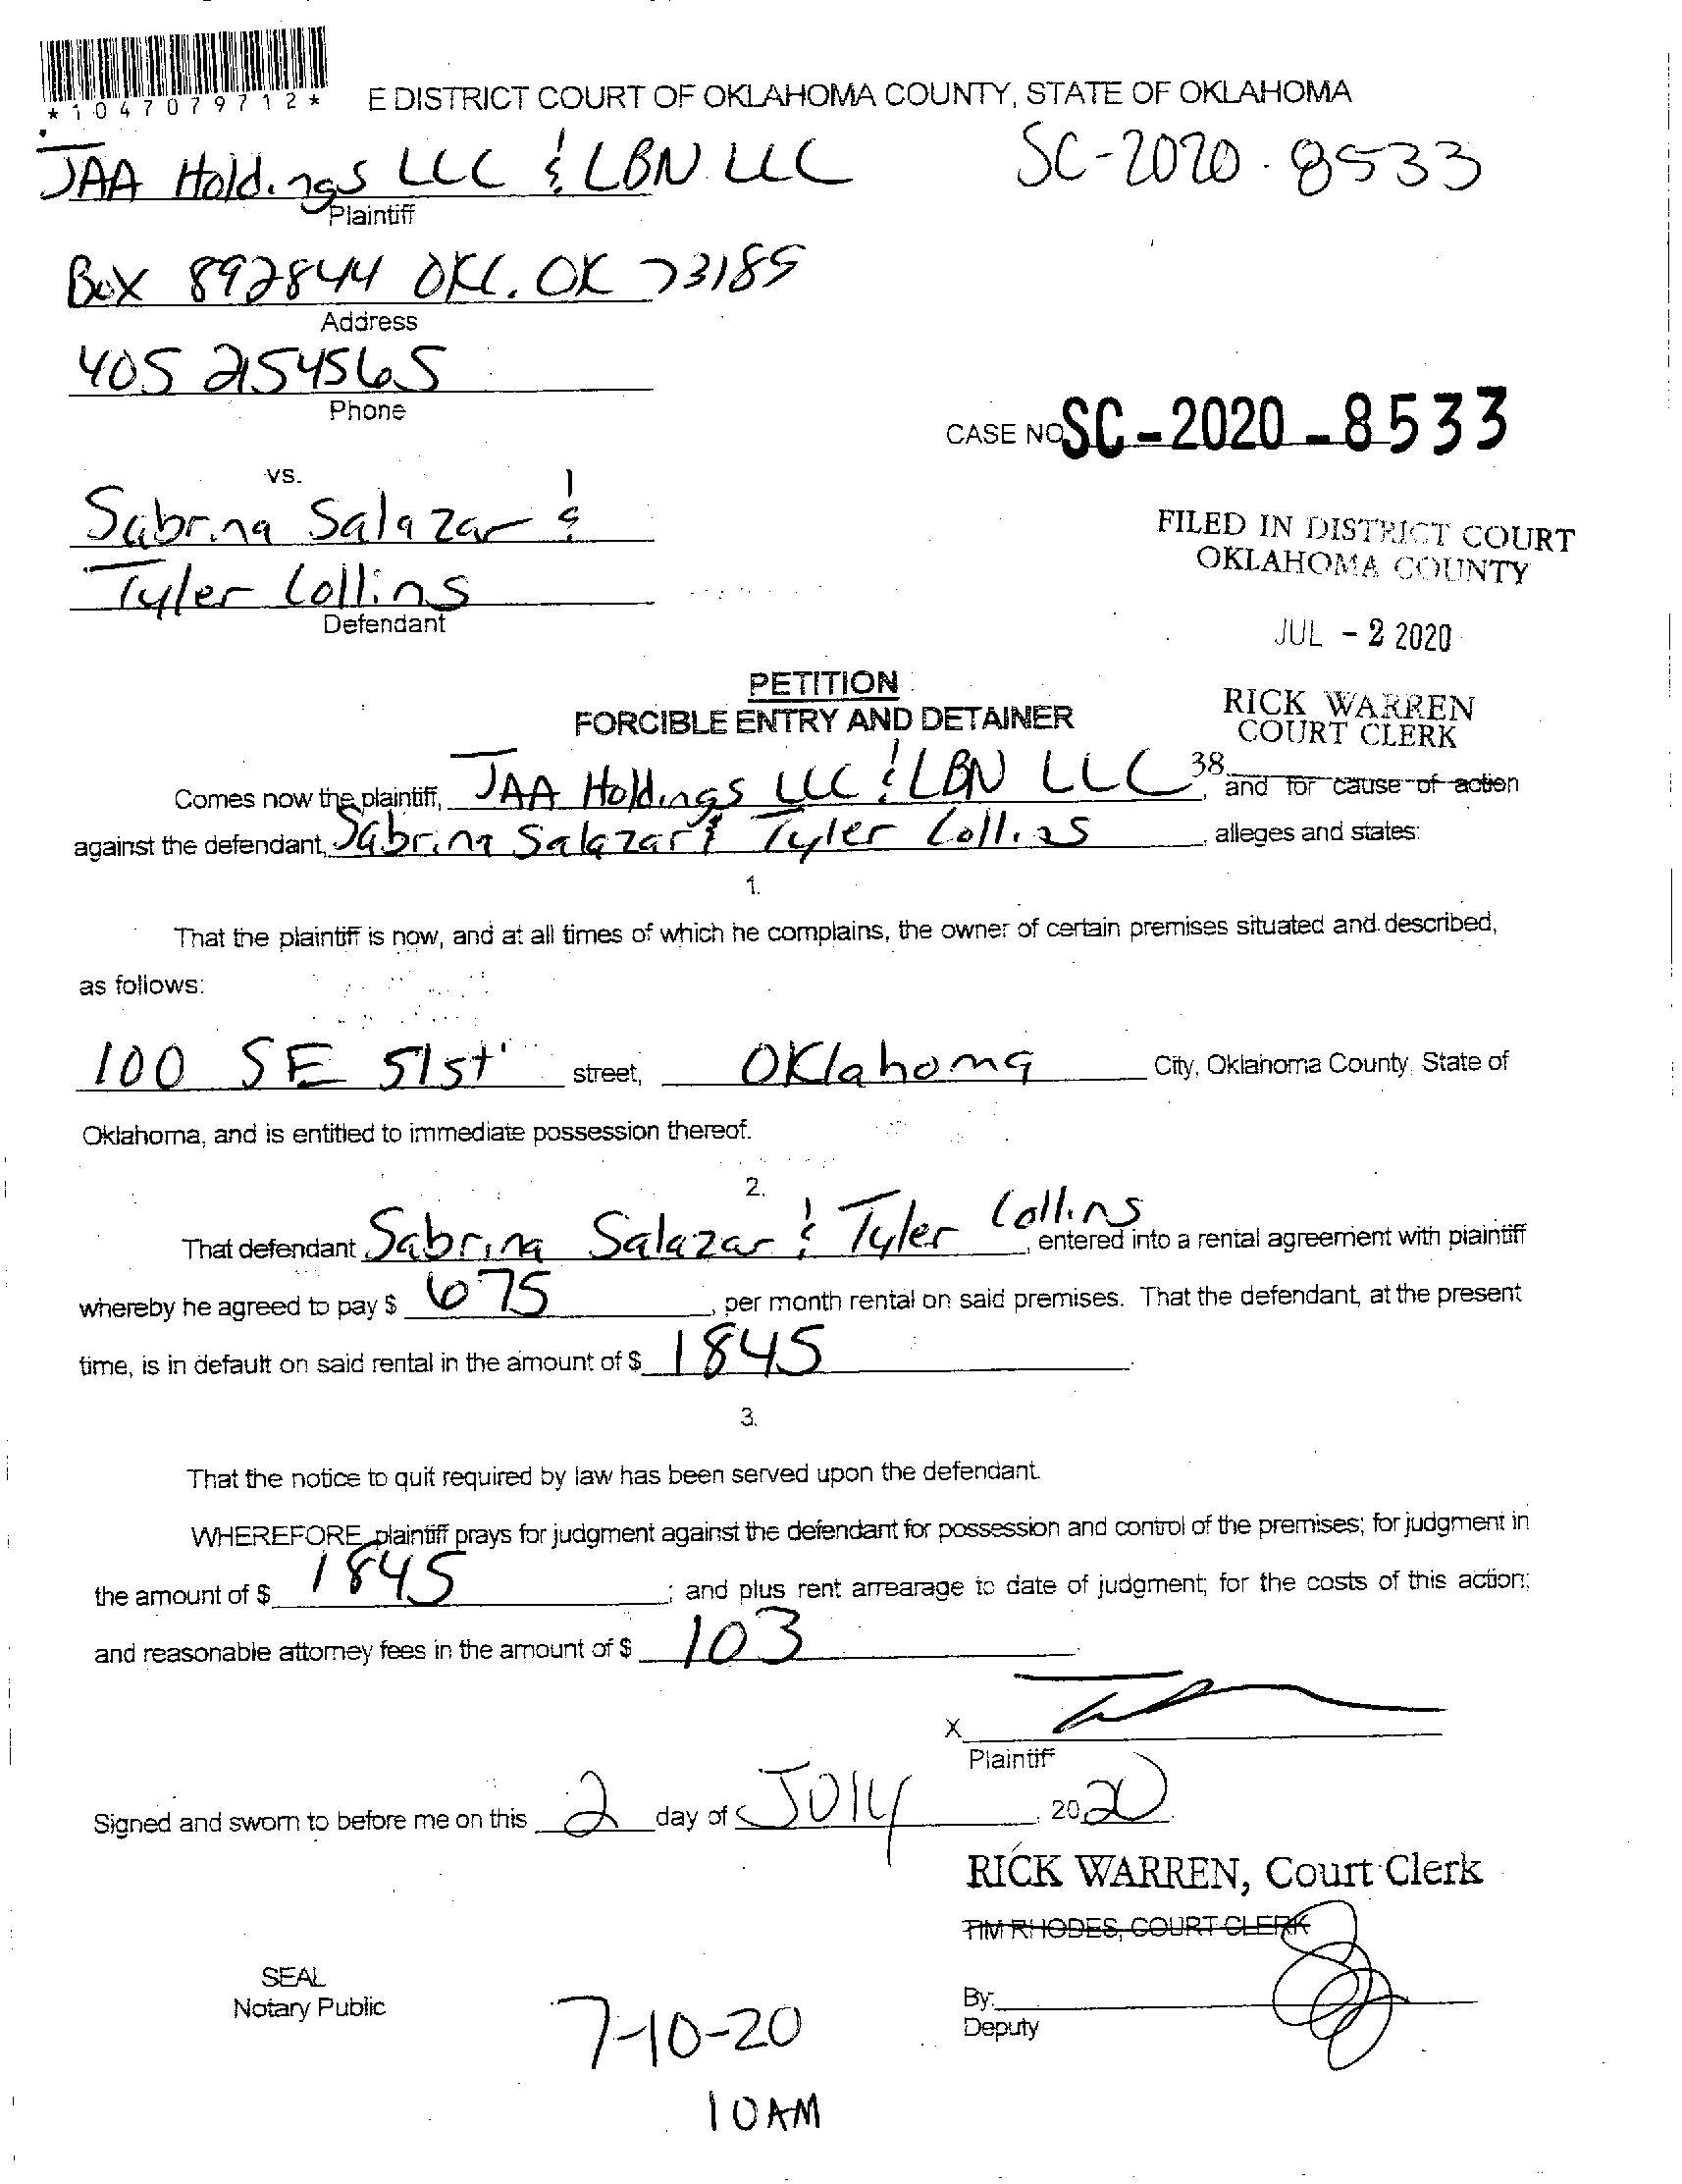 *1047079712*
E DISTRICT COURT OF OKLAHOMA COUNTY, STATE OF OKLAHOMA
JAA Holdings LLC & LBN LLC
SC-2020-8533
Plaintiff
Box 892844 OKC. OK 73189
Address
405 2154565
Phone
CASE NO SC-2020-8533
vs.
Sabrina Salazar &
Tyler Collins
Defendant
FILED IN DISTRICT COURT
OKLAHOMA COUNTY
JUL - 2 2020
RICK WARREN
COURT CLERK
38
PETITION
FORCIBLE ENTRY AND DETAINER
Comes now the plaintiff, JAA Holdings LLC & LBN LLC, and for cause of action
against the defendant, Sabrina Salazar & Tyler Collins, alleges and states:
1.
That the plaintiff is now, and at all times of which he complains, the owner of certain premises situated and described,
as follows:
100 SE 51st street, Oklahoma City, Oklahoma County, State of
Oklahoma, and is entitled to immediate possession thereof.
2.
That defendant Sabrina Salazar & Tyler Collins, entered into a rental agreement with plaintiff
whereby he agreed to pay $ 675, per month rental on said premises. That the defendant, at the present
time, is in default on said rental in the amount of $ 1845.
3.
That the notice to quit required by law has been served upon the defendant.
WHEREFORE plaintiff prays for judgment against the defendant for possession and control of the premises; for judgment in
the amount of $ 1845; and plus rent arrearage to date of judgment; for the costs of this action;
and reasonable attorney fees in the amount of $ 103.
X
Plaintiff
Signed and sworn to before me on this 2 day of JUly, 2020.
RICK WARREN, Court Clerk
TIM RHODES, COURT CLERK
SEAL
Notary Public
By:
Deputy
7-10-20
10AM